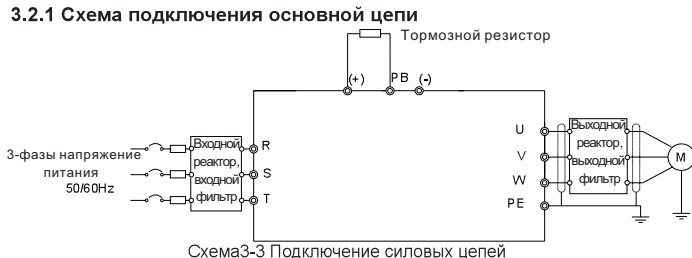 3.2.1 Схема подключения основной цепи
Тормозной резистор
(+) PB (-)
3-фазы напряжение
питания
50/60Hz
Входной
реактор,
входной
фильтр
R
S
T
U
V
W
PE
Выходной
реактор,
выходной
фильтр
M
Схема3-3 Подключение силовых цепей